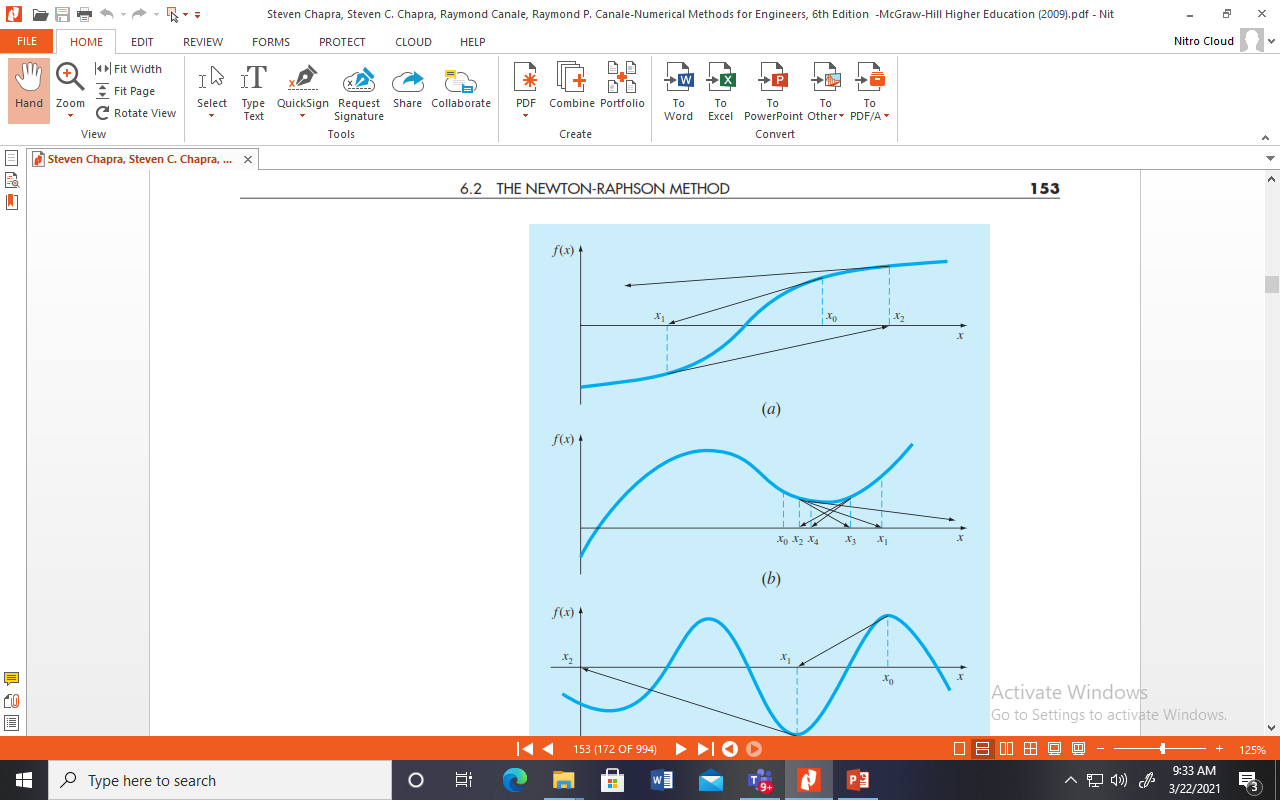 Steven Chapra, Steven C. Chapra, Raymond Canale, Raymond P. Canale-Numerical Methods for Engineers, 6th Edition -McGraw-Hill Higher Education (2009).pdf - Nit
FILE HOME EDIT REVIEW FORMS PROTECT CLOUD HELP
Nitro Cloud
Hand
Zoom
Fit Width
Fit Page
Rotate View
View
Select
Type Text
QuickSign
Request Signature
Share
Collaborate
Tools
PDF
Combine
Portfolio
Create
To Word
To Excel
To PowerPoint
To Other
To PDF/A
Convert
Steven Chapra, Steven C. Chapra, ...
6.2 THE NEWTON-RAPHSON METHOD 153
f(x)
x1 x0 x2
x
(a)
f(x)
x0 x2 x4 x3 x1 x
(b)
f(x)
x2 x1
x0 x
Activate Windows
Go to Settings to activate Windows.
153 (172 OF 994)
125%
Type here to search
9+
9:33 AM
3/22/2021
3